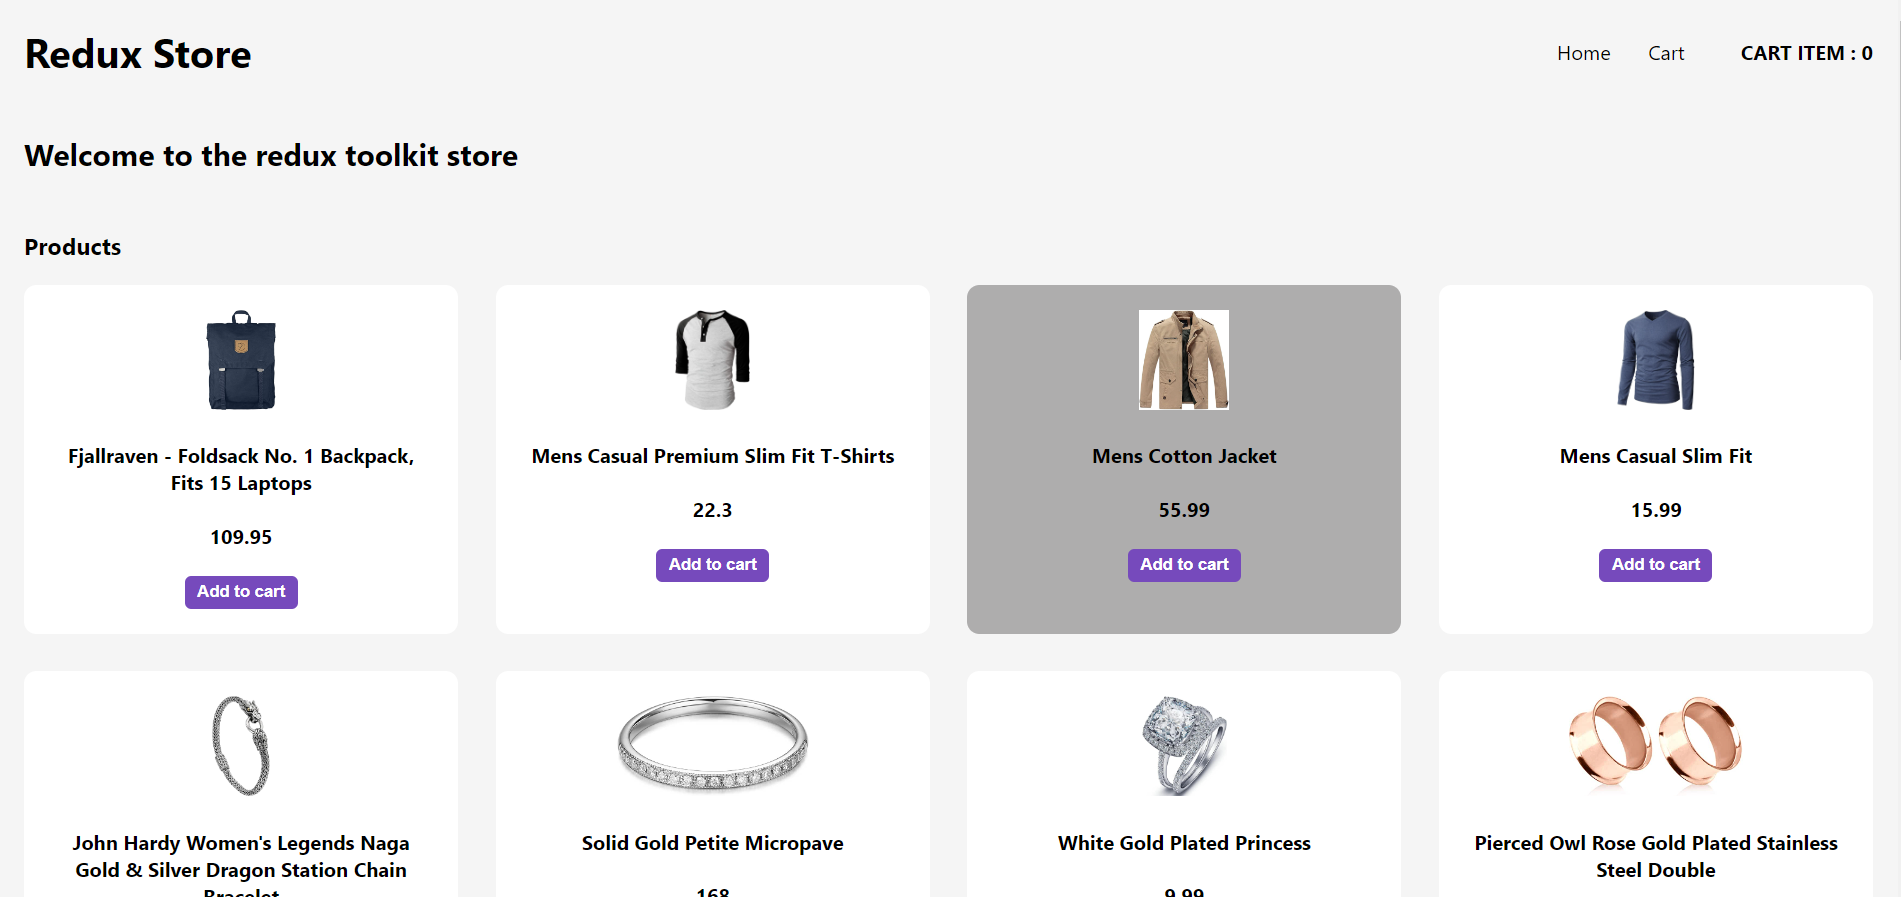 Redux Store
Home Cart CART ITEM : 0
Welcome to the redux toolkit store
Products
Fjallraven - Foldsack No. 1 Backpack,
Fits 15 Laptops
109.95
Add to cart
Mens Casual Premium Slim Fit T-Shirts
22.3
Add to cart
Mens Cotton Jacket
55.99
Add to cart
Mens Casual Slim Fit
15.99
Add to cart
John Hardy Women's Legends Naga
Gold & Silver Dragon Station Chain
Bracelet
Solid Gold Petite Micropave
168
White Gold Plated Princess
9.99
Pierced Owl Rose Gold Plated Stainless
Steel Double